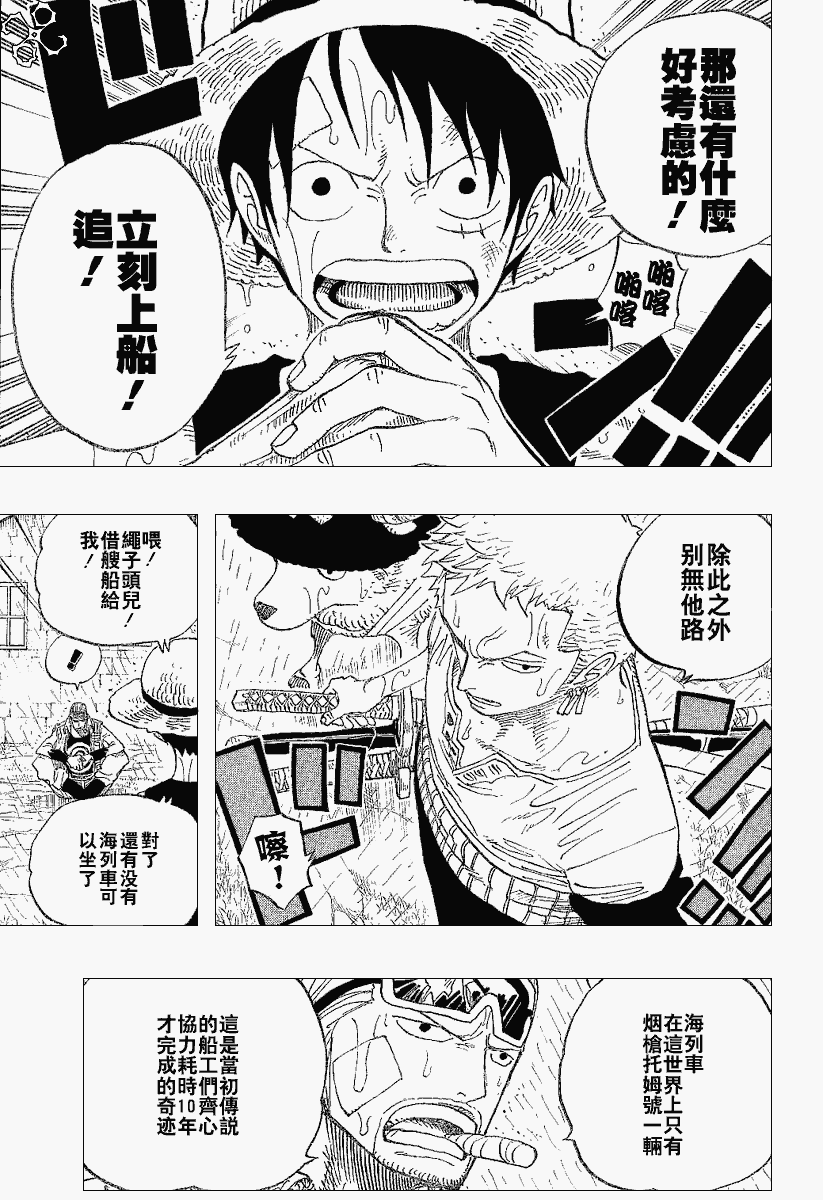 那還有什麼
好考慮的！
啪喀
啪喀
立刻上船！
追！
除此之外
別無他路
嚓！
喂！
繩子頭兒！
借艘船給
我！
！
對了
還有没有
海列車可
以坐了
海列車
在這世界上只有
烟槍托姆號一輛
這是當初傳説
的船工們齊心
協力耗時10年
才完成的奇迹